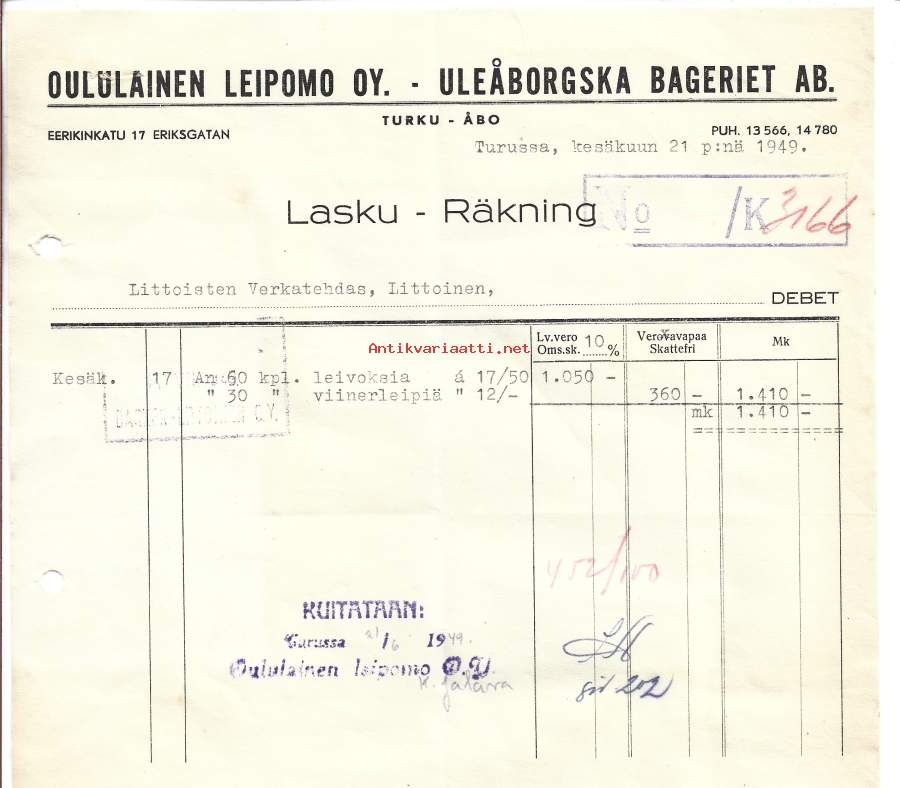 OULULAINEN LEIPOMO OY. - ULEÅBORGSKA BAGERIET AB.
TURKU - ÅBO
EERIKINKATU 17 ERIKSGATAN
PUH. 13 566, 14 780
Turussa, kesäkuun 21 p:nä 1949.
Lasku - Räkning
No /K 3166
Littoisten Verkatehdas, Littoinen,
DEBET
Lv.vero 10 Verovavapaa Mk
Oms.sk. % Skattefri
Antikvariaatti.net
Kesäk. 17 An. 60 kpl. leivoksia á 17/50 1.050 -
" 30 " viinerleipiä " 12/- 360 - 1.410 -
mk 1.410 -
O.Y.
452/100
KUITATAAN:
Turussa 21/6 1949.
Oululainen leipomo O.Y.
202